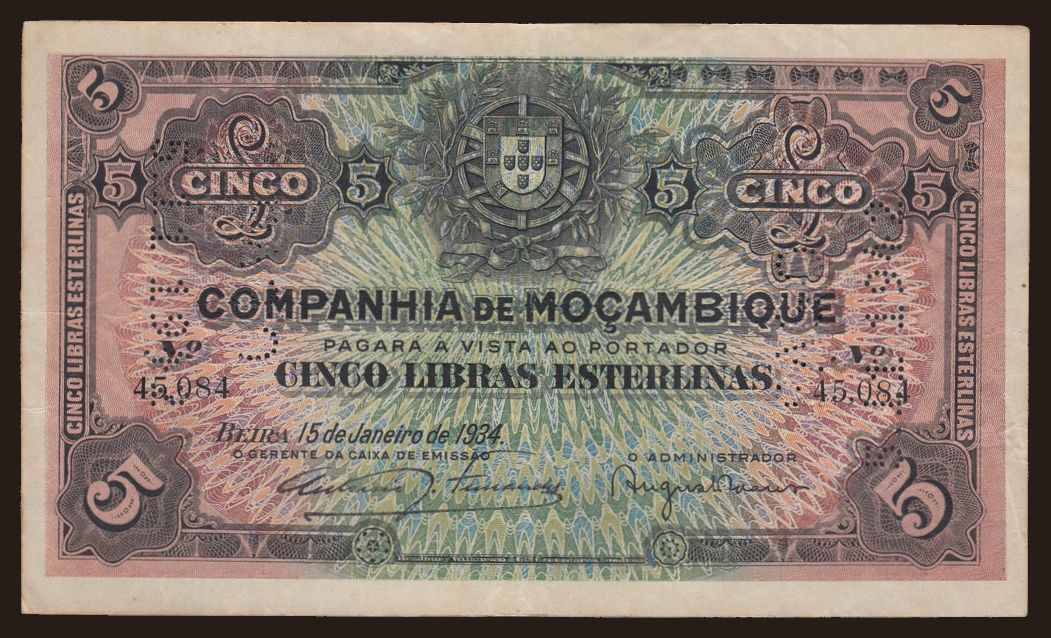 5 5
CINCO CINCO
5 5 5 5
CINCO LIBRAS ESTERLINAS
CINCO LIBRAS ESTERLINAS
COMPANHIA DE MOÇAMBIQUE
PAGARA A VISTA AO PORTADOR
CINCO LIBRAS ESTERLINAS
No No
45.084 45.084
BEIRA 15 de Janeiro de 1934.
O GERENTE DA CAIXA DE EMISSÃO O ADMINISTRADOR
5 5